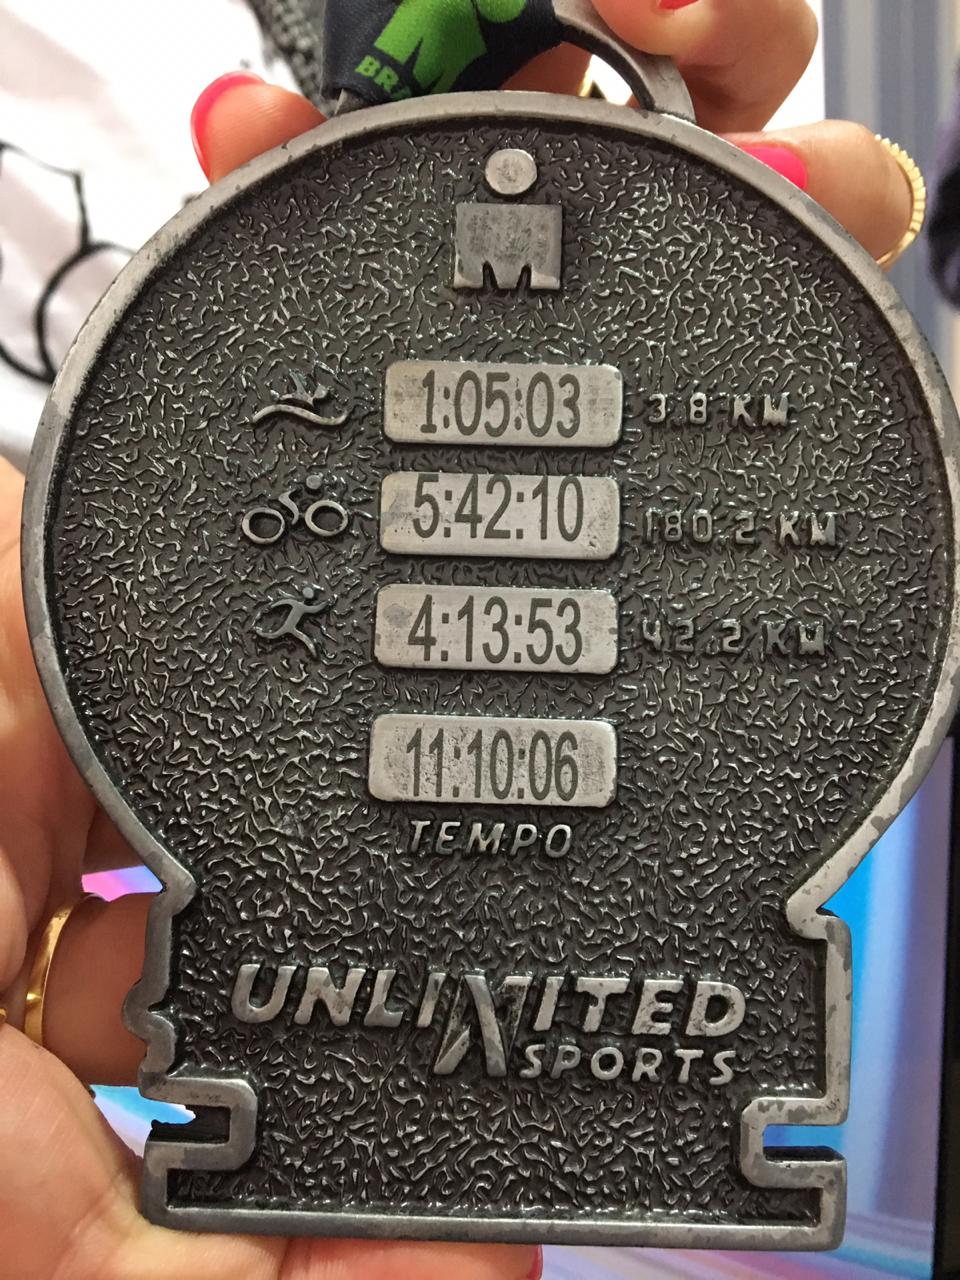 BRA
M
1:05:03 3.8 KM
5:42:10 180.2 KM
4:13:53 42.2 KM
11:10:06
TEMPO
UNLIMITED
SPORTS